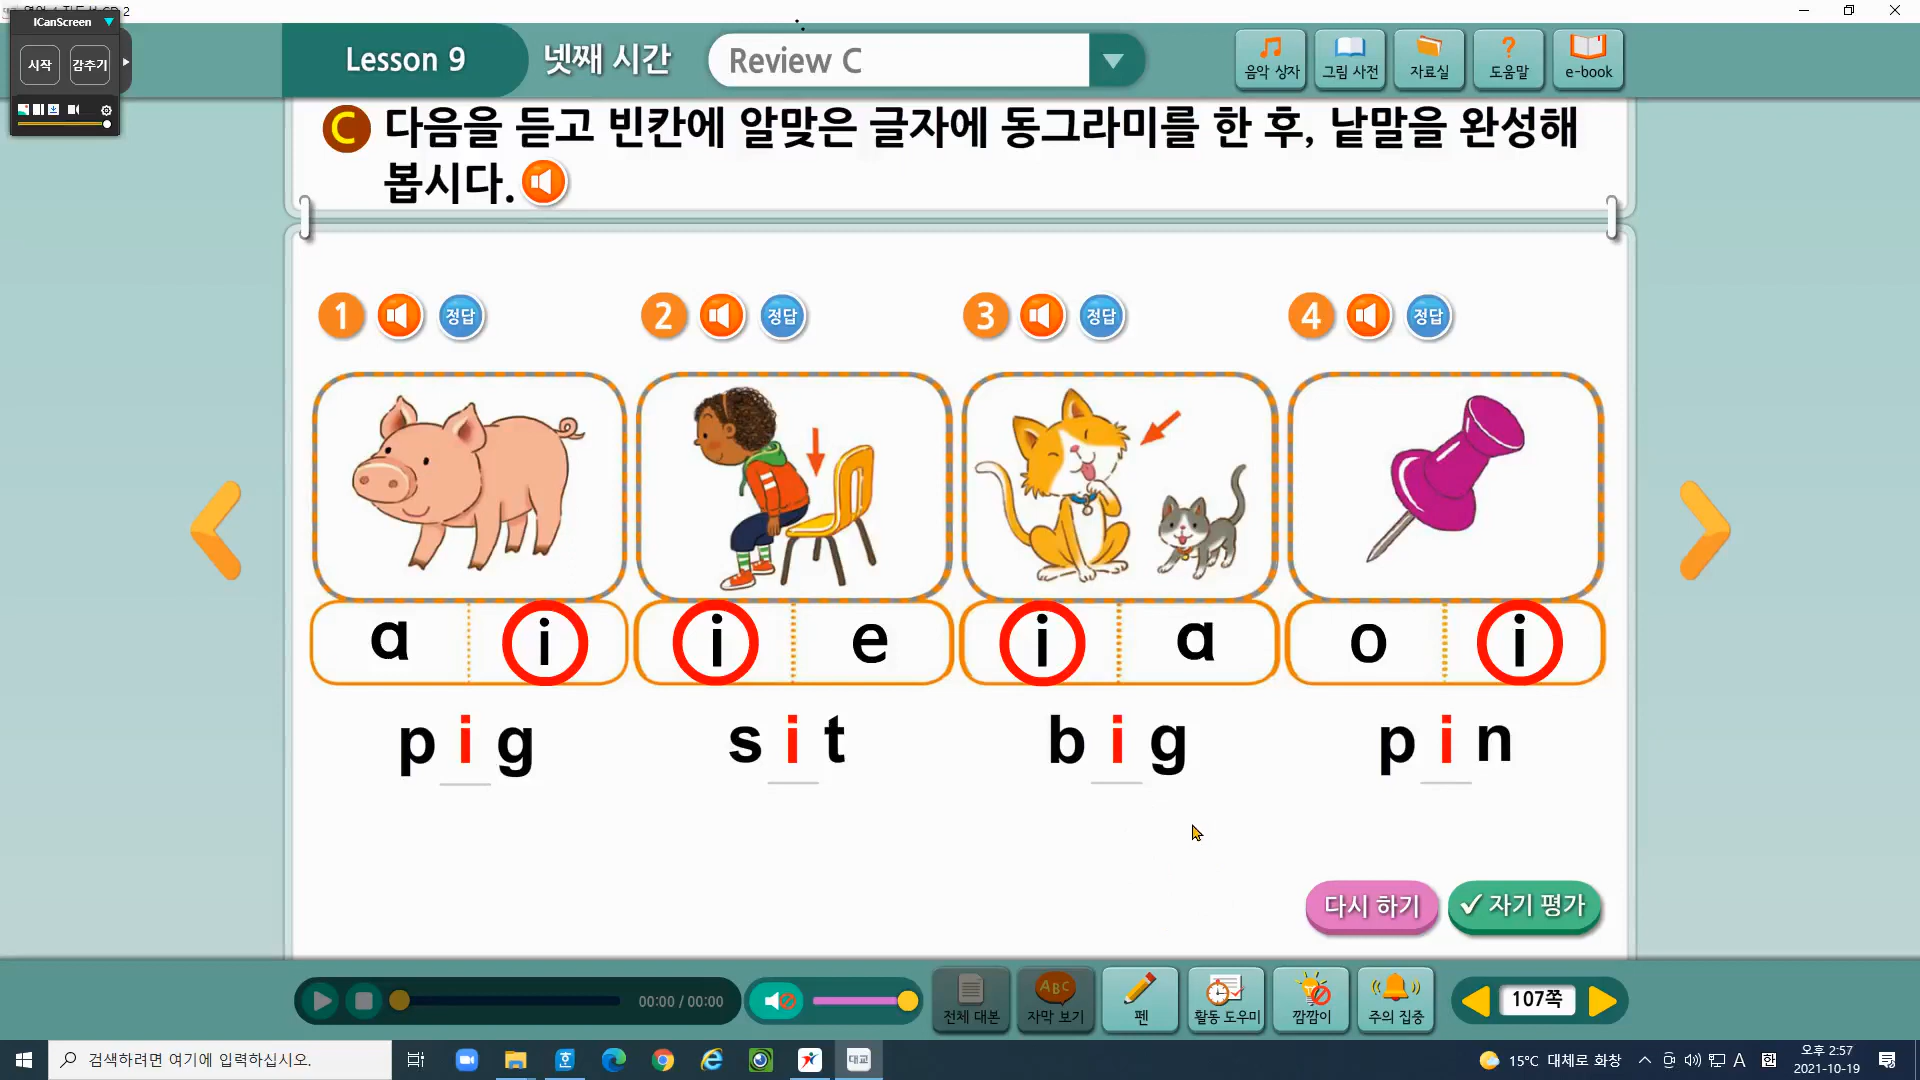 ICanScreen
시작
감추기
Lesson 9
넷째 시간
Review C
음악 상자
그림 사전
자료실
도움말
e-book
C 다음을 듣고 빈칸에 알맞은 글자에 동그라미를 한 후, 낱말을 완성해
봅시다.
1 정답
2 정답
3 정답
4 정답
a i
i e
i a
o i
p i g
s i t
b i g
p i n
다시 하기
자기 평가
00:00 / 00:00
전체 대본
ABC
자막 보기
펜
활동 도우미
깜깜이
주의 집중
107쪽
검색하려면 여기에 입력하십시오.
호
대교
15°C 대체로 화창
A
한
오후 2:57
2021-10-19